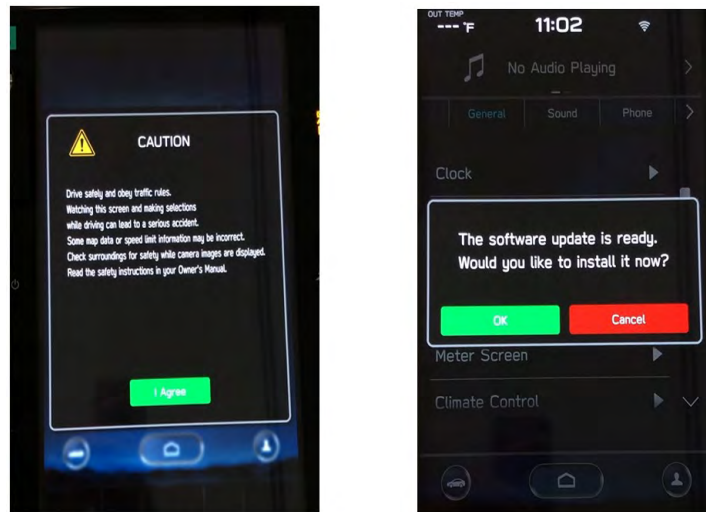 CAUTION
Drive safely and obey traffic rules.
Watching this screen and making selections
while driving can lead to a serious accident.
Some map data or speed limit information may be incorrect.
Check surroundings for safety while camera images are displayed.
Read the safety instructions in your Owner's Manual.
I Agree
OUT TEMP
--- °F 11:02
No Audio Playing
General Sound Phone
Clock
The software update is ready.
Would you like to install it now?
OK Cancel
Meter Screen
Climate Control